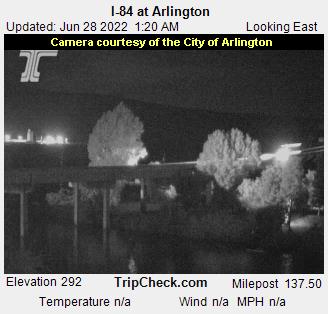 I-84 at Arlington
Updated: Jun 28 2022 1:20 AM Looking East
Camera courtesy of the City of Arlington
Elevation 292 TripCheck.com Milepost 137.50
Temperature n/a Wind n/a MPH n/a